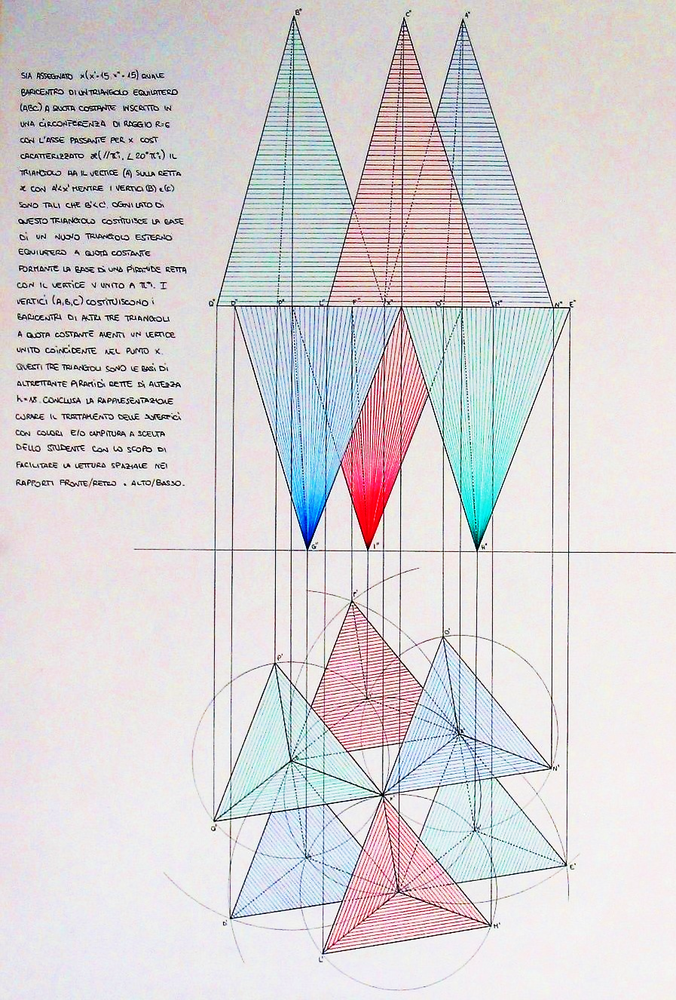 B" C" A"
SIA ASSEGNATO X(X'=15, X"=15) QUALE
BARICENTRO DI UN TRIANGOLO EQUILATERO
(ABC) A QUOTA COSTANTE INSCRITTO IN
UNA CIRCONFERENZA DI RAGGIO R=6
CON L'ASSE PASSANTE PER X COSÌ
CARATTERIZZATO (//π, ∠20°π) IL
TRIANGOLO HA IL VERTICE (A) SULLA RETTA
CON A'<X' MENTRE I VERTICI (B) E (C)
SONO TALI CHE B'<C'. OGNI LATO DI
QUESTO TRIANGOLO COSTITUISCE LA BASE
DI UN NUOVO TRIANGOLO ESTERNO
EQUILATERO A QUOTA COSTANTE
FORMANTE LA BASE DI UNA PIRAMIDE RETTA
CON IL VERTICE V UNITO A π. I
VERTICI (A,B,C) COSTITUISCONO I
BARICENTRI DI ALTRI TRE TRIANGOLI
A QUOTA COSTANTE AVENTI UN VERTICE
UNITO COINCIDENTE NEL PUNTO X.
QUESTI TRE TRIANGOLI SONO LE BASI DI
ALTRETTANTE PIRAMIDI RETTE DI ALTEZZA
h=18. CONCLUSA LA RAPPRESENTAZIONE
CURARE IL TRATTAMENTO DELLE SUPERFICI
CON COLORI E/O CAMPITURA A SCELTA
DELLO STUDENTE CON LO SCOPO DI
FACILITARE LA LETTURA SPAZIALE NEI
RAPPORTI FRONTE/RETRO E ALTO/BASSO.
Q" D" P" L" F" X" O" M" N" E"
G" I" H"
F'
O'
P'
N'
X'
Q'
E'
D'
M'
L'